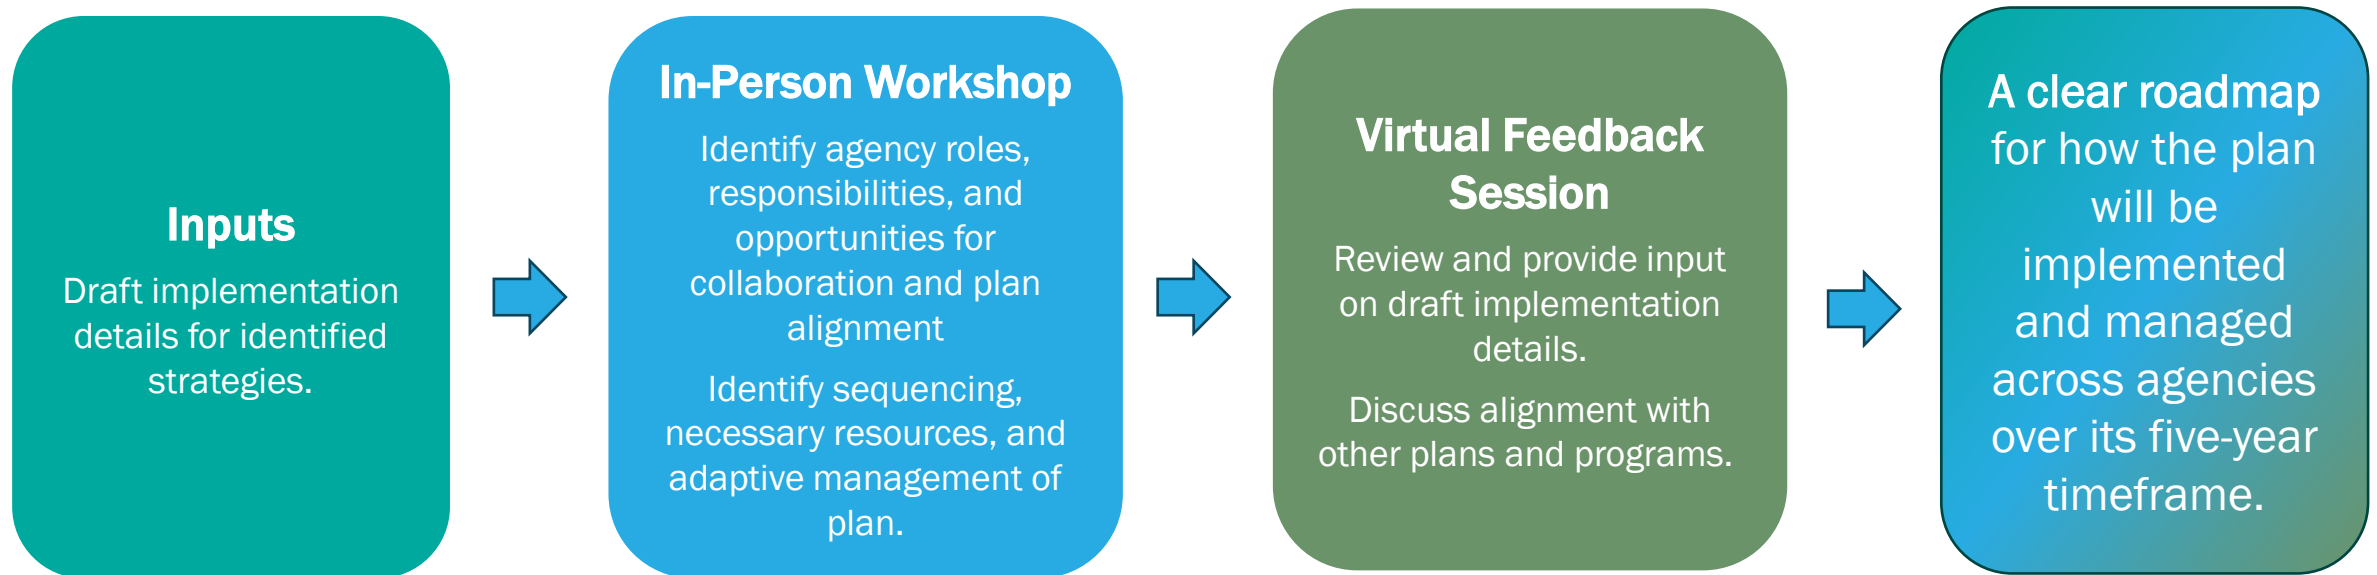 Inputs
Draft implementation
details for identified
strategies.
In-Person Workshop
Identify agency roles,
responsibilities, and
opportunities for
collaboration and plan
alignment
Identify sequencing,
necessary resources, and
adaptive management of
plan.
Virtual Feedback
Session
Review and provide input
on draft implementation
details.
Discuss alignment with
other plans and programs.
A clear roadmap
for how the plan
will be
implemented
and managed
across agencies
over its five-year
timeframe.